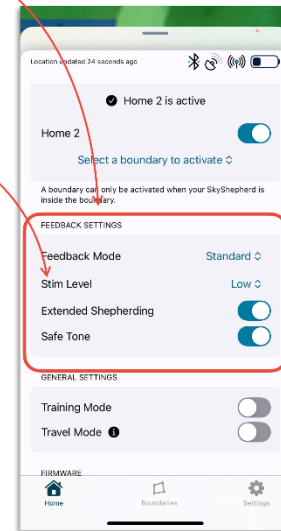 Location updated 24 seconds ago
Home 2 is active
Home 2
Select a boundary to activate
A boundary can only be activated when your SkyShepherd is
inside the boundary.
FEEDBACK SETTINGS
Feedback Mode Standard
Stim Level Low
Extended Shepherding
Safe Tone
GENERAL SETTINGS
Training Mode
Travel Mode
FIRMWARE
Home Boundaries Settings